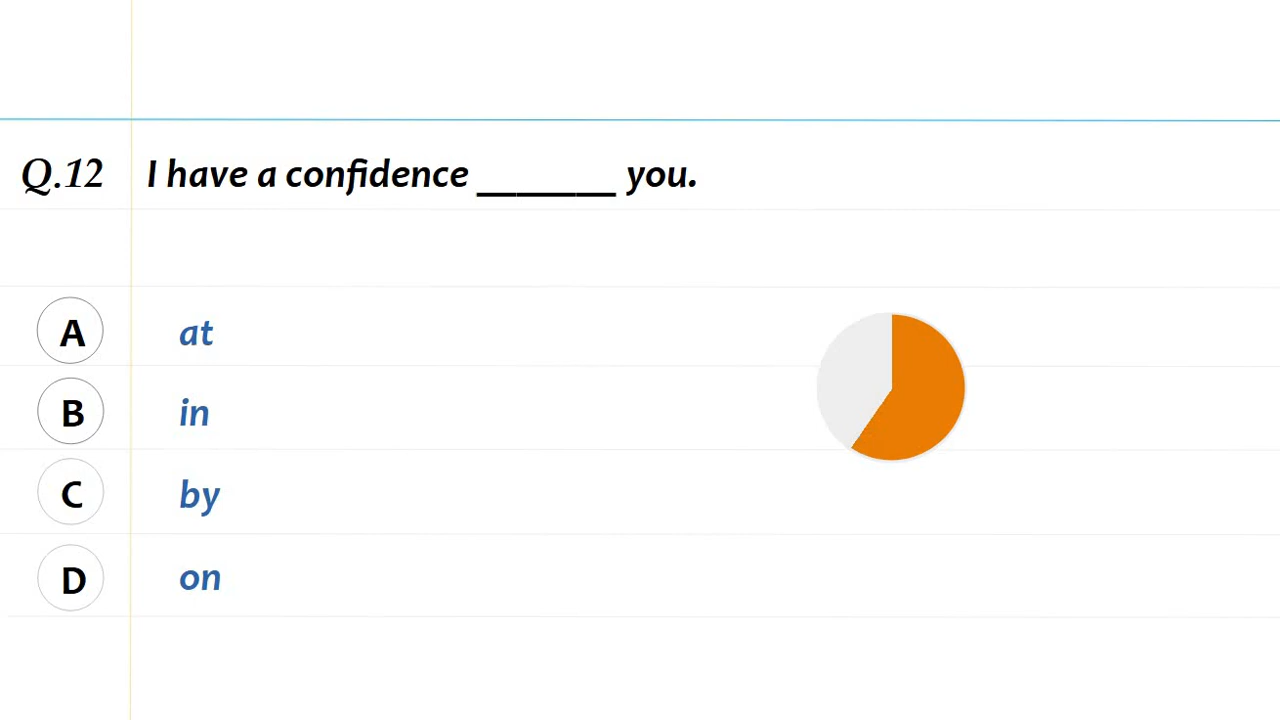 Q.12 I have a confidence _______ you.
A at
B in
C by
D on